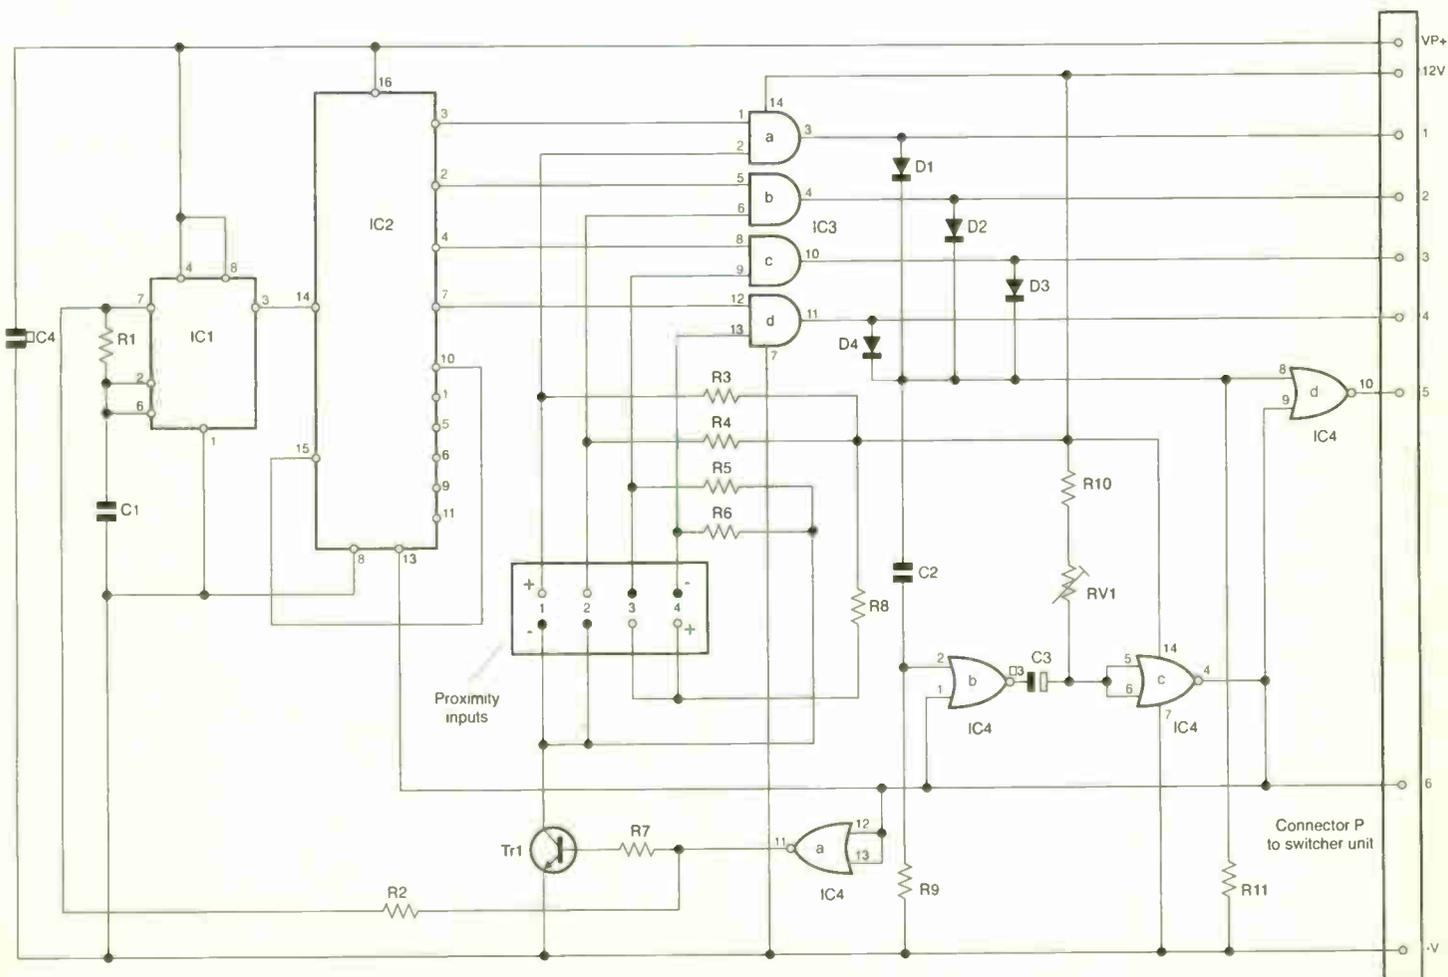 VP+
12V
16
14
3
1
a
3
1
2
D1
2
5
b
4
2
6
IC3
D2
IC2
4
8
c
10
3
9
D3
4
8
7
3
14
7
12
d
11
4
13
C4
R1
IC1
D4
7
10
2
R3
8
d
10
5
6
1
9
1
5
R4
IC4
15
6
R5
R10
9
C1
R6
11
8
13
C2
+
-
1
2
3
4
R8
RV1
-
+
14
2
b
3
C3
5
c
4
1
6
Proximity
inputs
IC4
7
IC4
6
12
Connector P
to switcher unit
Tr1
R7
11
a
13
R2
IC4
R9
R11
-V